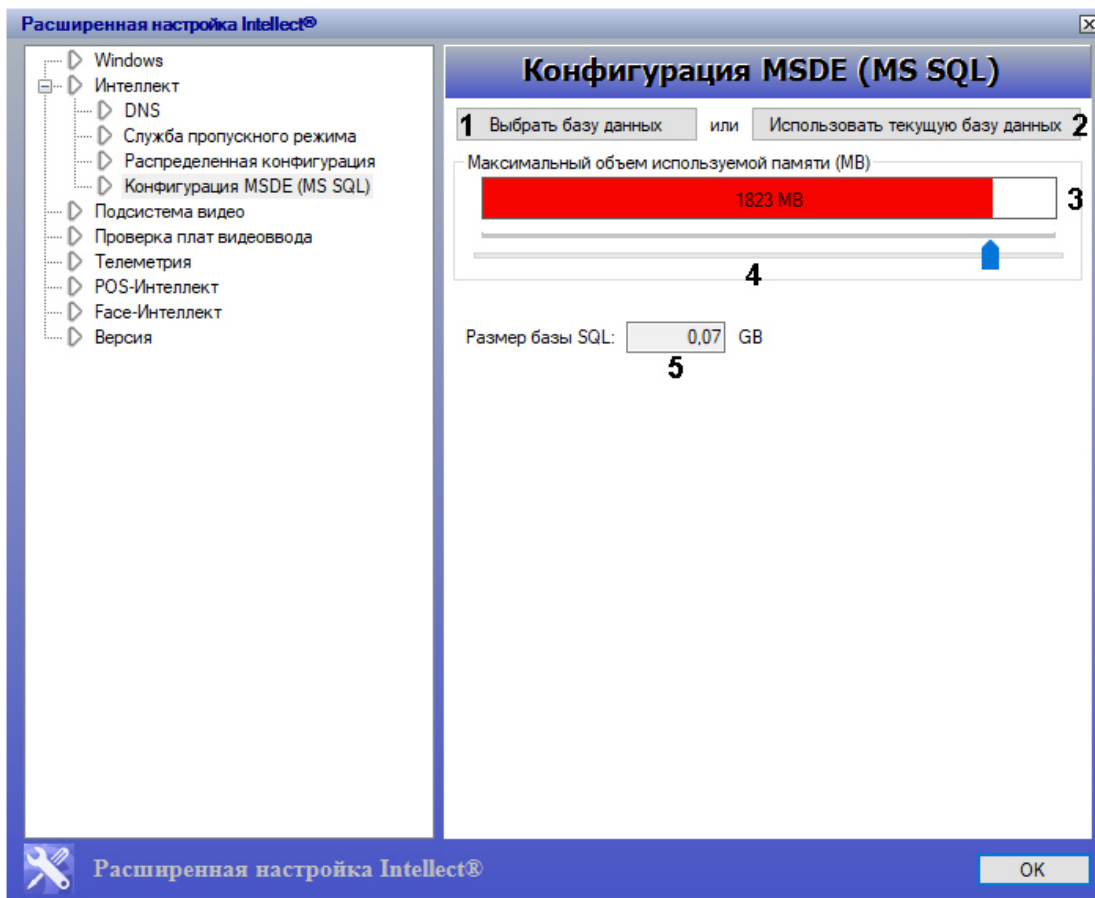 Расширенная настройка Intellect®
Windows
Интеллект
DNS
Служба пропускного режима
Распределенная конфигурация
Конфигурация MSDE (MS SQL)
Подсистема видео
Проверка плат видеоввода
Телеметрия
POS-Интеллект
Face-Интеллект
Версия
Конфигурация MSDE (MS SQL)
1 Выбрать базу данных или Использовать текущую базу данных 2
Максимальный объем используемой памяти (MB)
1823 MB 3
4
Размер базы SQL: 0,07 GB
5
Расширенная настройка Intellect® OK